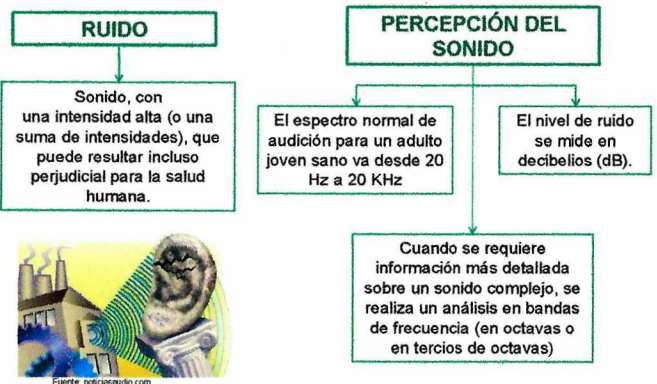 RUIDO
Sonido, con
una intensidad alta (o una
suma de intensidades), que
puede resultar incluso
perjudicial para la salud
humana.
PERCEPCIÓN DEL
SONIDO
El espectro normal de
audición para un adulto
joven sano va desde 20
Hz a 20 KHz
El nivel de ruido
se mide en
decibelios (dB).
Cuando se requiere
información más detallada
sobre un sonido complejo, se
realiza un análisis en bandas
de frecuencia (en octavas o
en tercios de octavas)
Fuente: noticiasaudio.com